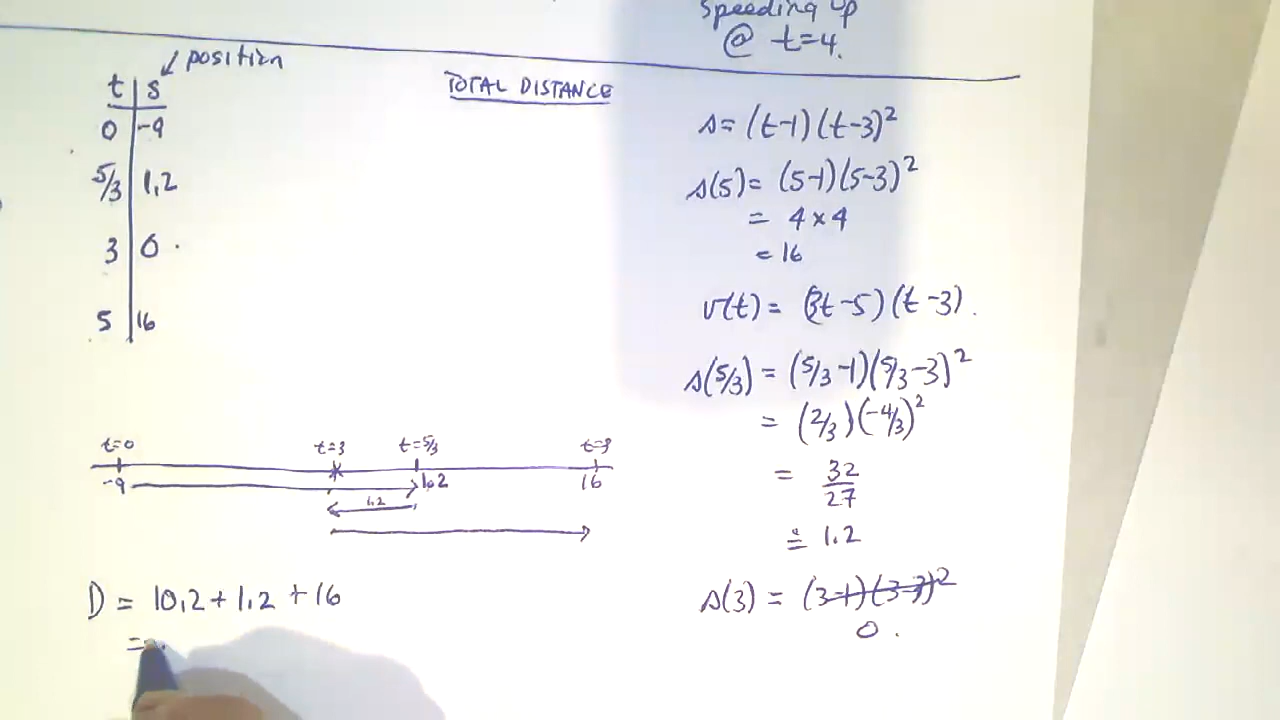 Speeding up
@ t=4.
position
t s
0 -9
5/3 1.2
3 0
5 16
TOTAL DISTANCE
s = (t-1)(t-3)²
s(5) = (5-1)(5-3)²
= 4 x 4
= 16
v(t) = (3t-5)(t-3).
s(5/3) = (5/3-1)(5/3-3)²
= (2/3)(-4/3)²
= 32/27
≐ 1.2
s(3) = (3-1)(3-3)²
0.
t=0 t=3 t=5/3
-9 1.2 16
1.2
D = 10.2 + 1.2 + 16
=